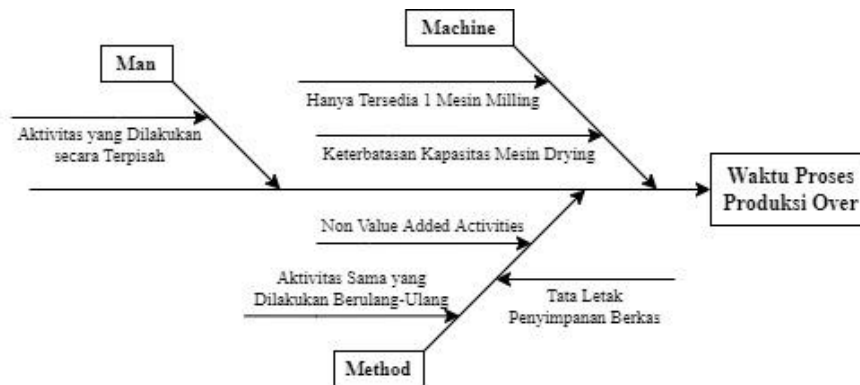 Machine
Man
Hanya Tersedia 1 Mesin Milling
Aktivitas yang Dilakukan
secara Terpisah
Keterbatasan Kapasitas Mesin Drying
Waktu Proses
Produksi Over
Non Value Added Activities
Aktivitas Sama yang
Dilakukan Berulang-Ulang
Tata Letak
Penyimpanan Berkas
Method